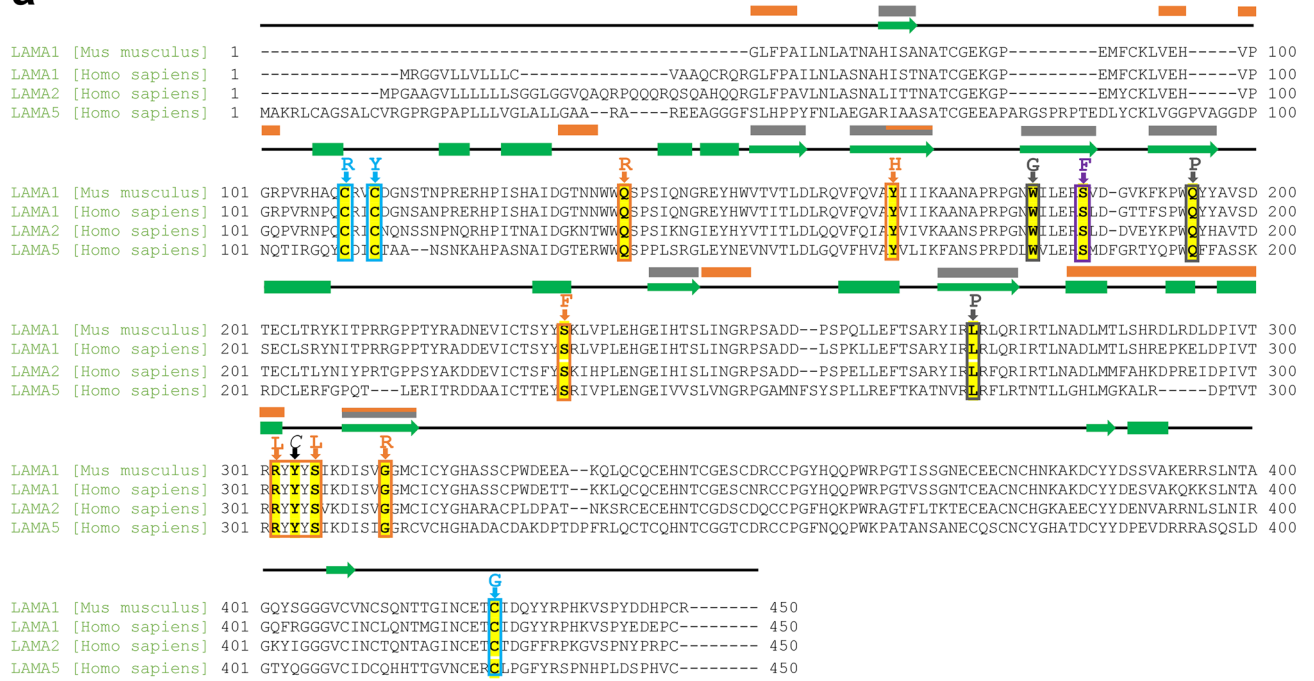 a
LAMA1 [Mus musculus] 1 -------------------------------------------------GLFPAILNLATNAHISANATCGEKGP---------EMFCKLVEH-----VP 100
LAMA1 [Homo sapiens] 1 --------------MRGGVLLVLLLC---------------VAAQCRQRGLFPAILNLASNAHISTNATCGEKGP---------EMFCKLVEH-----VP 100
LAMA2 [Homo sapiens] 1 ------------MPGAAGVLLLLLLSGGLGGVQAQRPQQQRQSQAHQQRGLFPAVLNLASNALITTNATCGEKGP---------EMYCKLVEH-----VP 100
LAMA5 [Homo sapiens] 1 MAKRLCAGSALCVRGPRGPAPLLLVGLALLGAA--RA----REEAGGGFSLHPPYFNLAEGARIAASATCGEEAPARGSPRPTEDLYCKLVGGPVAGGDP 100
R Y R H G F P
LAMA1 [Mus musculus] 101 GRPVRHAQCRVCDGNSTNPRERHPISHAIDGTNNWWQSPSIQNGREYHWVTVTLDLRQVFQVAYIIIKAANAPRPGNWILEHSVD-GVKFKPWQYYAVSD 200
LAMA1 [Homo sapiens] 101 GRPVRNPQCRICDGNSANPRERHPISHAIDGTNNWWQSPSIQNGREYHWVTITLDLRQVFQVAYVIIKAANAPRPGNWILERSLD-GTTFSPWQYYAVSD 200
LAMA2 [Homo sapiens] 101 GQPVRNPQCRICNQNSSNPNQRHPITNAIDGKNTWWQSPSIKNGIEYHYVTITLDLQQVFQIAYVIVKAANSPRPGNWILERSLD-DVEYKPWQYHAVTD 200
LAMA5 [Homo sapiens] 101 NQTIRGQYCDICTAA--NSNKAHPASNAIDGTERWWQSPPLSRGLEYNEVNVTLDLGQVFHVAYVLIKFANSPRPDLWVLERSMDFGRTYQPWQFFASSK 200
F P
LAMA1 [Mus musculus] 201 TECLTRYKITPRRGPPTYRADNEVICTSYYSKLVPLEHGEIHTSLINGRPSADD--PSPQLLEFTSARYIRLRLQRIRTLNADLMTLSHRDLRDLDPIVT 300
LAMA1 [Homo sapiens] 201 SECLSRYNITPRRGPPTYRADDEVICTSYYSRLVPLEHGEIHTSLINGRPSADD--LSPKLLEFTSARYIRLRLQRIRTLNADLMTLSHREPKELDPIVT 300
LAMA2 [Homo sapiens] 201 TECLTLYNIYPRTGPPSYAKDDEVICTSFYSKIHPLENGEIHISLINGRPSADD--PSPELLEFTSARYIRLRFQRIRTLNADLMMFAHKDPREIDPIVT 300
LAMA5 [Homo sapiens] 201 RDCLERFGPQT---LERITRDDAAICTTEYSRIVPLENGEIVVSLVNGRPGAMNFSYSPLLREFTKATNVRLRFLRTNTLLGHLMGKALR-----DPTVT 300
L C L R
LAMA1 [Mus musculus] 301 RRYYYSIKDISVGGMCICYGHASSCPWDEEA--KQLQCQCEHNTCGESCDRCCPGYHQQPWRPGTISSGNECEECNCHNKAKDCYYDSSVAKERRSLNTA 400
LAMA1 [Homo sapiens] 301 RRYYYSIKDISVGGMCICYGHASSCPWDETT--KKLQCQCEHNTCGESCNRCCPGYHQQPWRPGTVSSGNTCEACNCHNKAKDCYYDESVAKQKKSLNTA 400
LAMA2 [Homo sapiens] 301 RRYYYSVKDISVGGMCICYGHARACPLDPAT--NKSRCECEHNTCGDSCDQCCPGFHQKPWRAGTFLTKTECEACNCHGKAEECYYDENVARRNLSLNIR 400
LAMA5 [Homo sapiens] 301 RRYYYSIKDISIGGRCVCHGHADACDAKDPTDPFRLQCTCQHNTCGGTCDRCCPGFNQQPWKPATANSANECQSCNCYGHATDCYYDPEVDRRRASQSLD 400
G
LAMA1 [Mus musculus] 401 GQYSGGGVCVNCSQNTTGINCETCIDQYYRPHKVSPYDDHPCR------- 450
LAMA1 [Homo sapiens] 401 GQFRGGGVCINCLQNTMGINCETCIDGYYRPHKVSPYEDEPC-------- 450
LAMA2 [Homo sapiens] 401 GKYIGGGVCINCTQNTAGINCETCTDGFFRPKGVSPNYPRPC-------- 450
LAMA5 [Homo sapiens] 401 GTYQGGGVCIDCQHHTTGVNCERCLPGFYRSPNHPLDSPHVC-------- 450